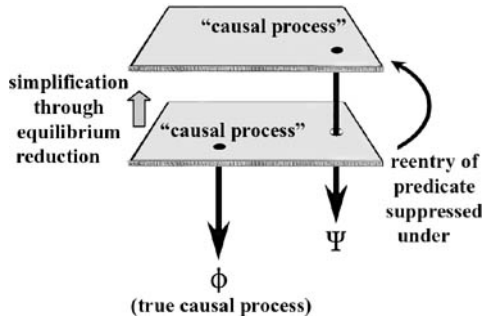 “causal process”
simplification
through
equilibrium
reduction
“causal process”
reentry of
predicate
suppressed
under
Ψ
ϕ
(true causal process)